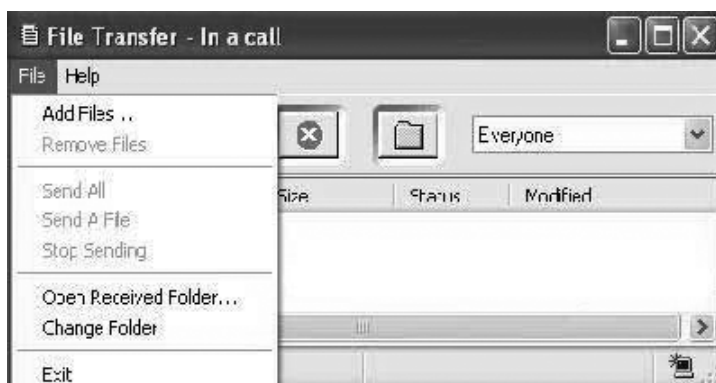 File Transfer - In a call
File Help
Add Files ...
Remove Files
Everyone
Send All
Size Status Modified
Send A File
Stop Sending
Open Received Folder...
Change Folder
Exit